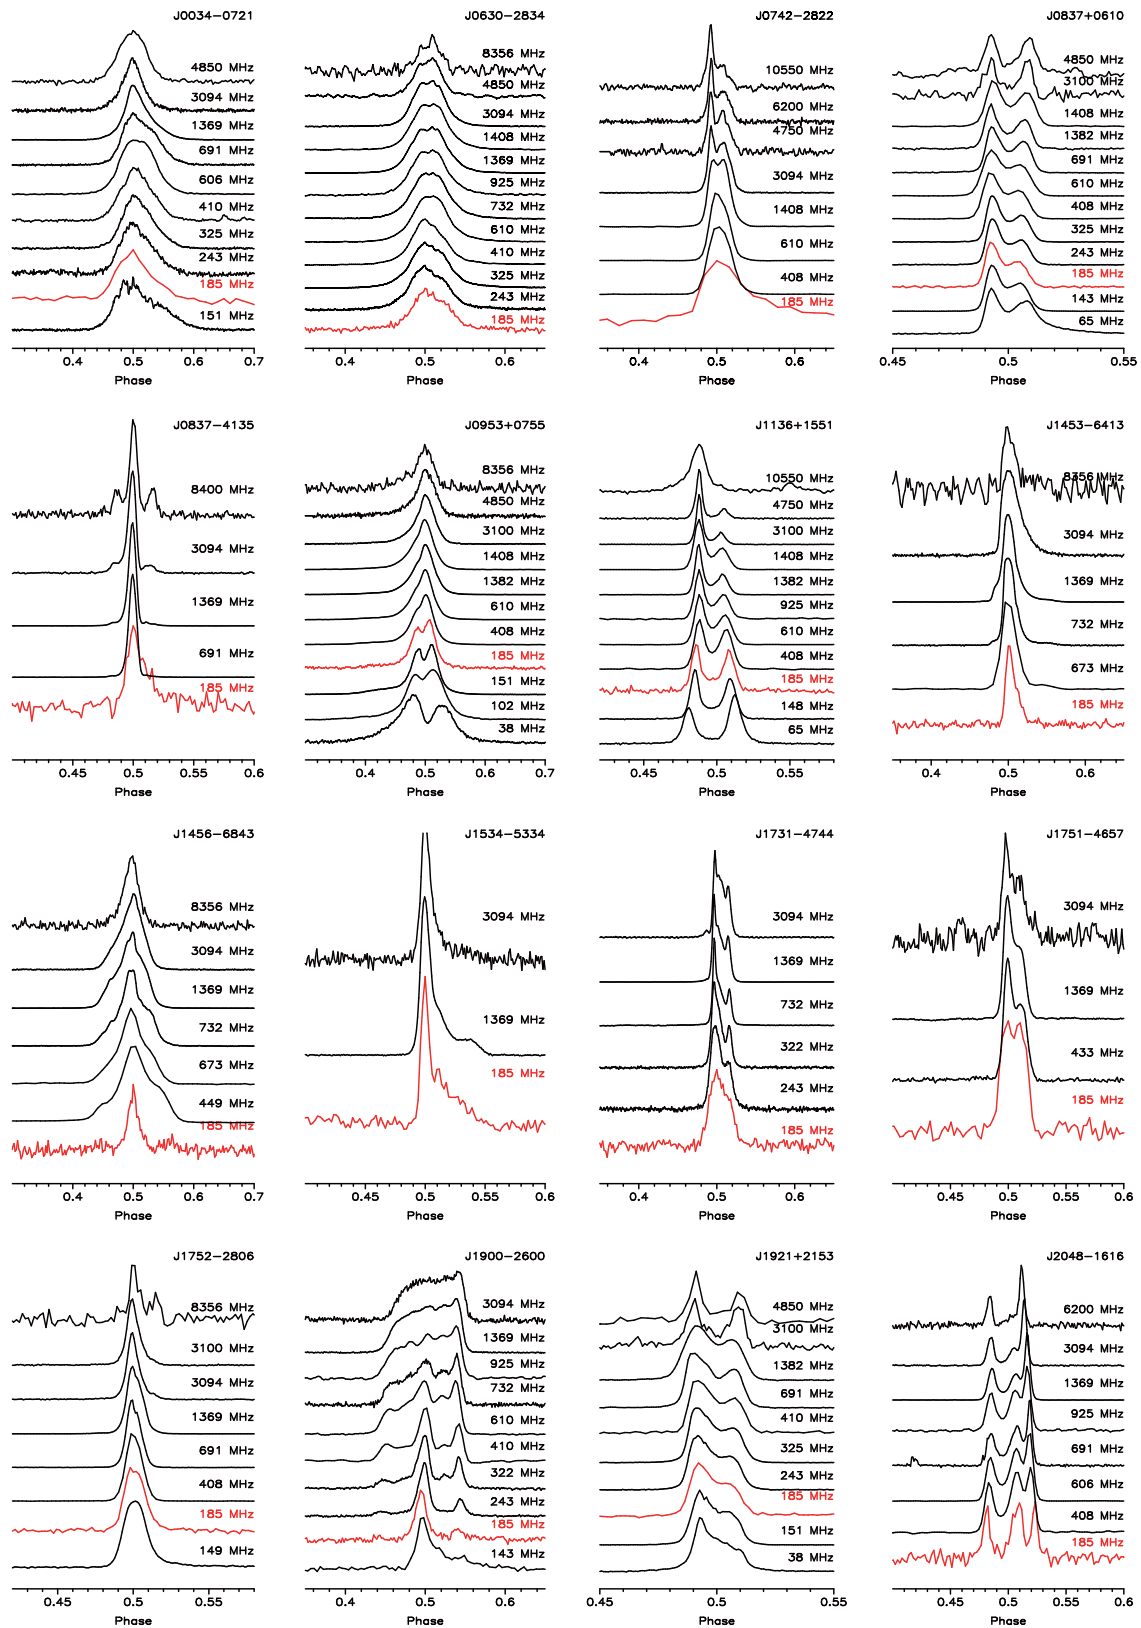 J0034−0721
4850 MHz
3094 MHz
1369 MHz
691 MHz
606 MHz
410 MHz
325 MHz
243 MHz
185 MHz
151 MHz
0.4 0.5 0.6 0.7
Phase
J0630−2834
8356 MHz
4850 MHz
3094 MHz
1408 MHz
1369 MHz
925 MHz
732 MHz
610 MHz
410 MHz
325 MHz
243 MHz
185 MHz
0.4 0.5 0.6
Phase
J0742−2822
10550 MHz
6200 MHz
4750 MHz
3094 MHz
1408 MHz
610 MHz
408 MHz
185 MHz
0.4 0.5 0.6
Phase
J0837+0610
4850 MHz
3100 MHz
1408 MHz
1382 MHz
691 MHz
610 MHz
408 MHz
325 MHz
243 MHz
185 MHz
143 MHz
65 MHz
0.45 0.5 0.55
Phase
J0837−4135
8400 MHz
3094 MHz
1369 MHz
691 MHz
185 MHz
0.45 0.5 0.55 0.6
Phase
J0953+0755
8356 MHz
4850 MHz
3100 MHz
1408 MHz
1382 MHz
610 MHz
408 MHz
185 MHz
151 MHz
102 MHz
38 MHz
0.4 0.5 0.6 0.7
Phase
J1136+1551
10550 MHz
4750 MHz
3100 MHz
1408 MHz
1382 MHz
925 MHz
610 MHz
408 MHz
185 MHz
148 MHz
65 MHz
0.45 0.5 0.55
Phase
J1453−6413
8356 MHz
3094 MHz
1369 MHz
732 MHz
673 MHz
185 MHz
0.4 0.5 0.6
Phase
J1456−6843
8356 MHz
3094 MHz
1369 MHz
732 MHz
673 MHz
449 MHz
185 MHz
0.4 0.5 0.6 0.7
Phase
J1534−5334
3094 MHz
1369 MHz
185 MHz
0.45 0.5 0.55 0.6
Phase
J1731−4744
3094 MHz
1369 MHz
732 MHz
322 MHz
243 MHz
185 MHz
0.4 0.5 0.6
Phase
J1751−4657
3094 MHz
1369 MHz
433 MHz
185 MHz
0.45 0.5 0.55 0.6
Phase
J1752−2806
8356 MHz
3100 MHz
3094 MHz
1369 MHz
691 MHz
408 MHz
185 MHz
149 MHz
0.45 0.5 0.55
Phase
J1900−2600
3094 MHz
1369 MHz
925 MHz
732 MHz
610 MHz
410 MHz
322 MHz
243 MHz
185 MHz
143 MHz
0.4 0.5 0.6
Phase
J1921+2153
4850 MHz
3100 MHz
1382 MHz
691 MHz
410 MHz
325 MHz
243 MHz
185 MHz
151 MHz
38 MHz
0.45 0.5 0.55
Phase
J2048−1616
6200 MHz
3094 MHz
1369 MHz
925 MHz
691 MHz
606 MHz
408 MHz
185 MHz
0.45 0.5 0.55 0.6
Phase